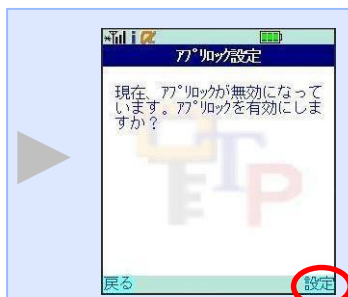 ｱﾌﾟﾘﾛｯｸ設定
現在、ｱﾌﾟﾘﾛｯｸが無効になって
います。ｱﾌﾟﾘﾛｯｸを有効にしま
すか？
TP
戻る 設定